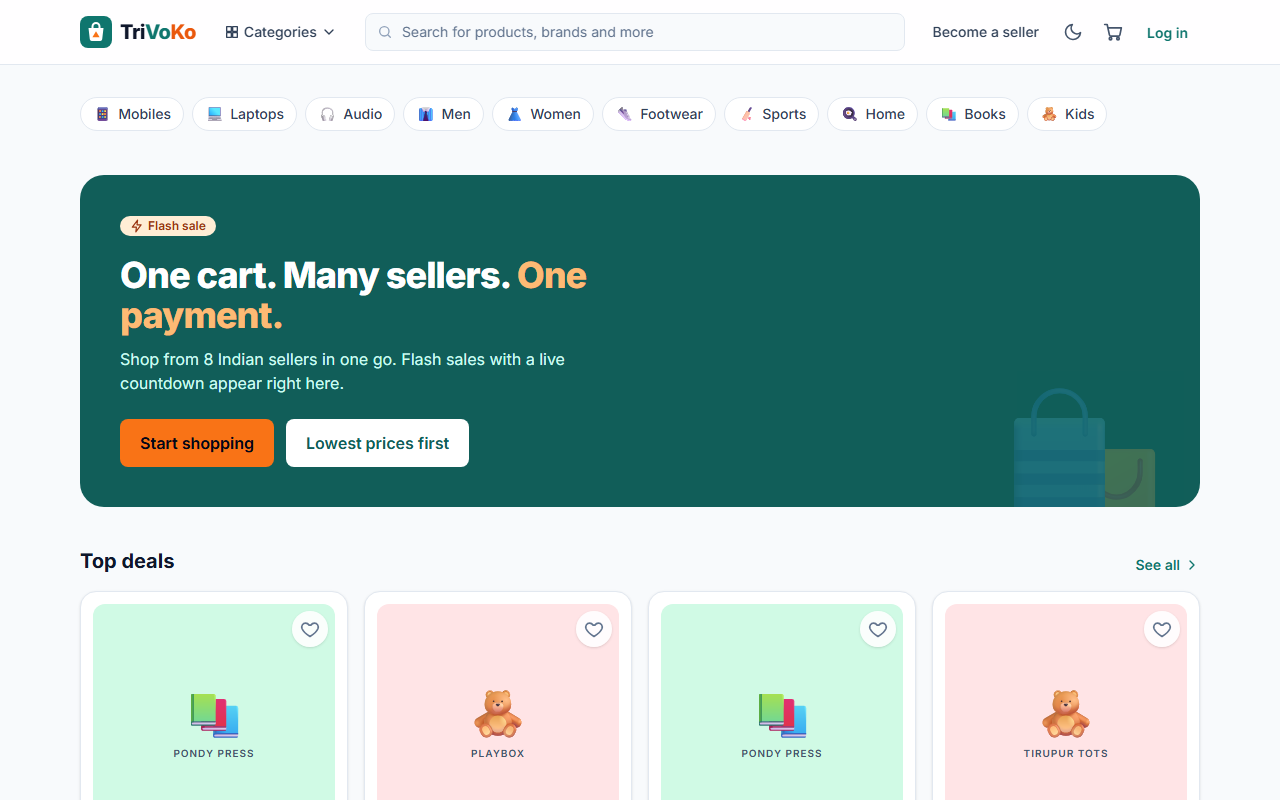 TriVoKo
Categories
Search for products, brands and more
Become a seller
Log in
Mobiles
Laptops
Audio
Men
Women
Footwear
Sports
Home
Books
Kids
Flash sale
One cart. Many sellers. One
payment.
Shop from 8 Indian sellers in one go. Flash sales with a live
countdown appear right here.
Start shopping
Lowest prices first
Top deals
See all
PONDY PRESS
PLAYBOX
PONDY PRESS
TIRUPUR TOTS